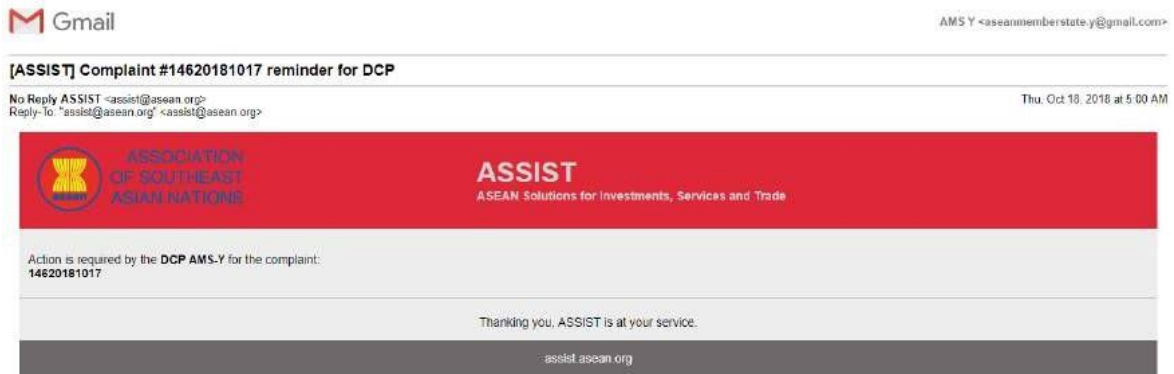 Gmail
AMS Y <aseanmemberstate.y@gmail.com>
[ASSIST] Complaint #14620181017 reminder for DCP
No Reply ASSIST <assist@asean.org>
Thu, Oct 18, 2018 at 5:00 AM
Reply-To: "assist@asean.org" <assist@asean.org>
ASSOCIATION
OF SOUTHEAST
ASIAN NATIONS
ASSIST
ASEAN Solutions for Investments, Services and Trade
Action is required by the DCP AMS-Y for the complaint:
14620181017
Thanking you, ASSIST is at your service.
assist.asean.org